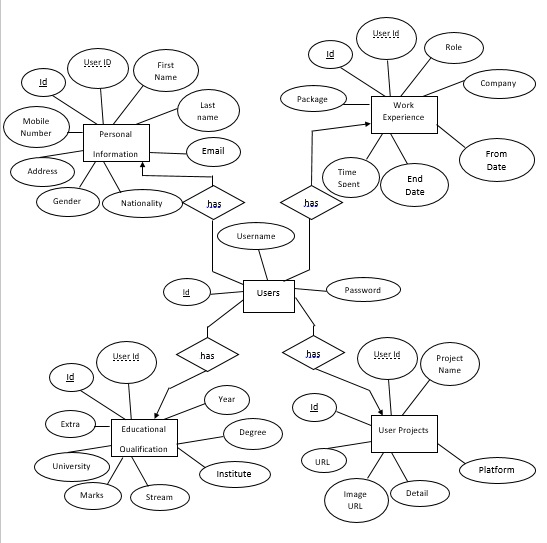 User Id
Role
Id
Company
Package
Work
Experience
From
Date
Time
Spent
End
Date
User ID
First
Name
Id
Last
name
Mobile
Number
Personal
Information
Email
Address
Gender
Nationality
has
has
Username
Id
Users
Password
has
has
User Id
Id
Year
Extra
Educational
Qualification
Degree
University
Institute
Marks
Stream
User Id
Project
Name
Id
User Projects
URL
Platform
Image
URL
Detail